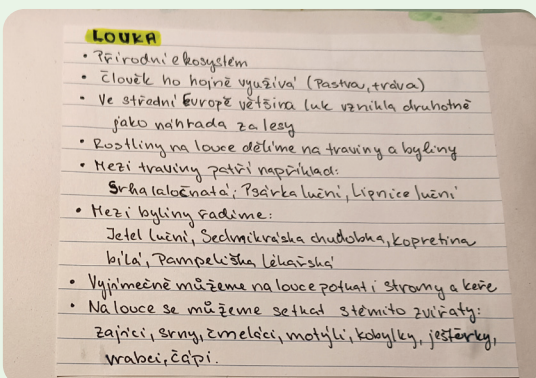 LOUKA
• Přírodní ekosystém
• Člověk ho hojně využívá (Pastva, tráva)
• Ve střední Evropě většina luk vznikla druhotně
jako náhrada za lesy
• Rostliny na louce dělíme na traviny a byliny
• Mezi traviny patří například:
Srha laločnatá, Psárka luční, Lipnice luční
• Mezi byliny řadíme:
Jetel luční, Sedmikráska chudobka, kopretina
bílá, Pampeliška lékařská
• Vyjímečně můžeme na louce potkat i stromy a keře
• Na louce se můžeme setkat s těmito zvířaty:
zajíci, srny, čmeláci, motýli, kobylky, ještěrky,
vrabci, čápi.